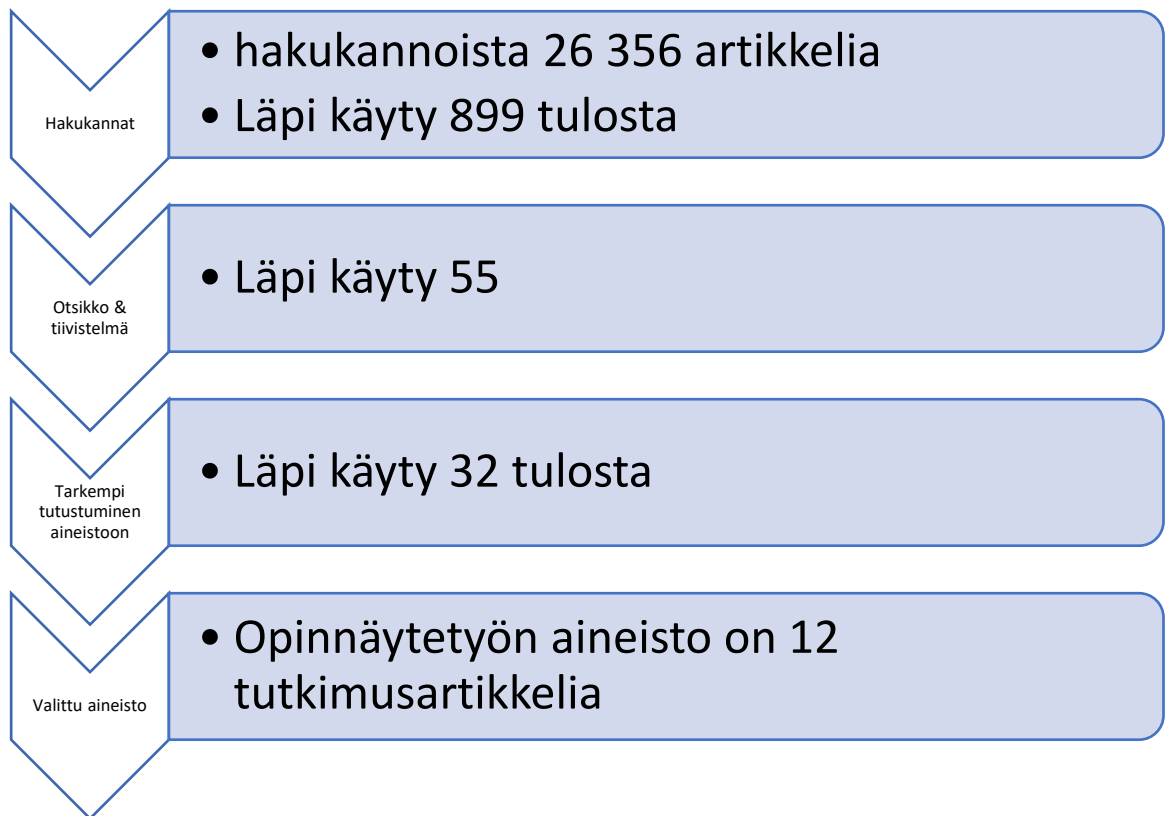 Hakukannat
• hakukannoista 26 356 artikkelia
• Läpi käyty 899 tulosta
Otsikko &
tiivistelmä
• Läpi käyty 55
Tarkempi
tutustuminen
aineistoon
• Läpi käyty 32 tulosta
Valittu aineisto
• Opinnäytetyön aineisto on 12
tutkimusartikkelia